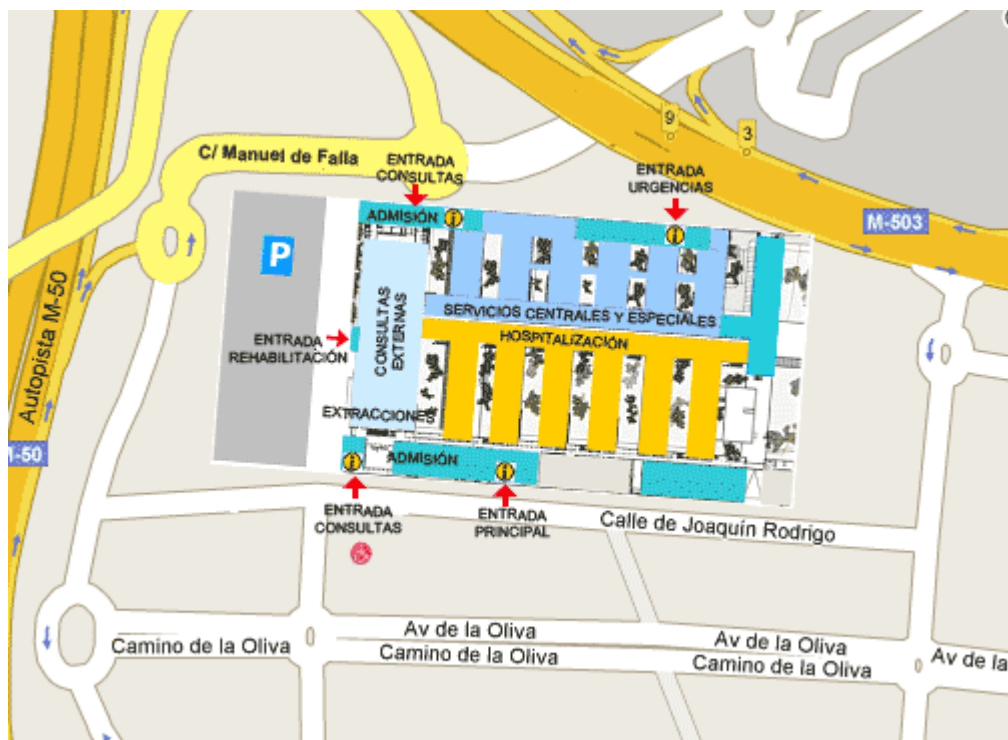 9
3
C/ Manuel de Falla
ENTRADA
CONSULTAS
ENTRADA
URGENCIAS
ADMISIÓN
i
i
M-503
P
SERVICIOS CENTRALES Y ESPECIALES
HOSPITALIZACIÓN
CONSULTAS
EXTERNAS
ENTRADA
REHABILITACIÓN
Autopista M-50
EXTRACCIONES
M-50
ADMISIÓN
i
i
ENTRADA
CONSULTAS
ENTRADA
PRINCIPAL
Calle de Joaquín Rodrigo
Camino de la Oliva
Av de la Oliva
Camino de la Oliva
Av de la Oliva
Camino de la Oliva
Av de la